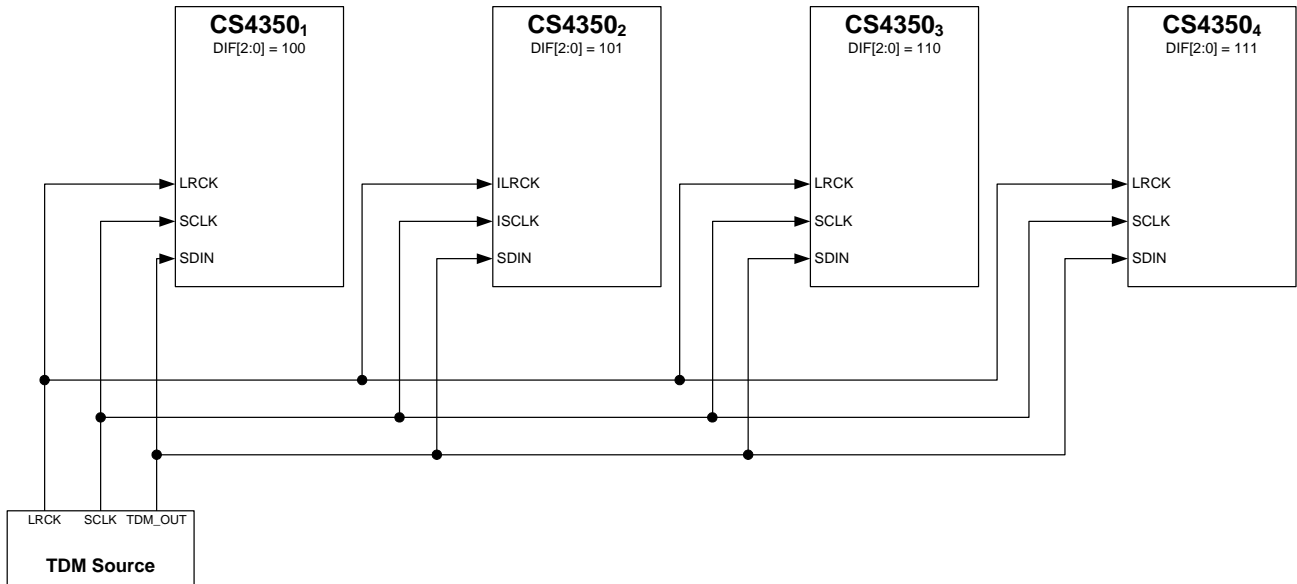 CS4350₁
DIF[2:0] = 100
LRCK
SCLK
SDIN
CS4350₂
DIF[2:0] = 101
ILRCK
ISCLK
SDIN
CS4350₃
DIF[2:0] = 110
LRCK
SCLK
SDIN
CS4350₄
DIF[2:0] = 111
LRCK
SCLK
SDIN
LRCK SCLK TDM_OUT
TDM Source